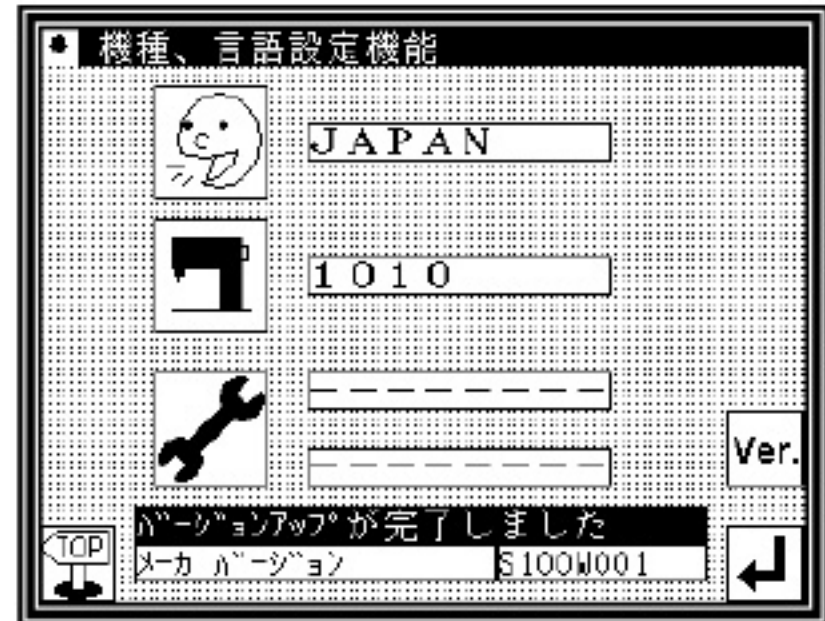 機種、言語設定機能
JAPAN
1010
--------
--------
Ver.
バージョンアップが完了しました
TOP
メーカ バージョン S100W001